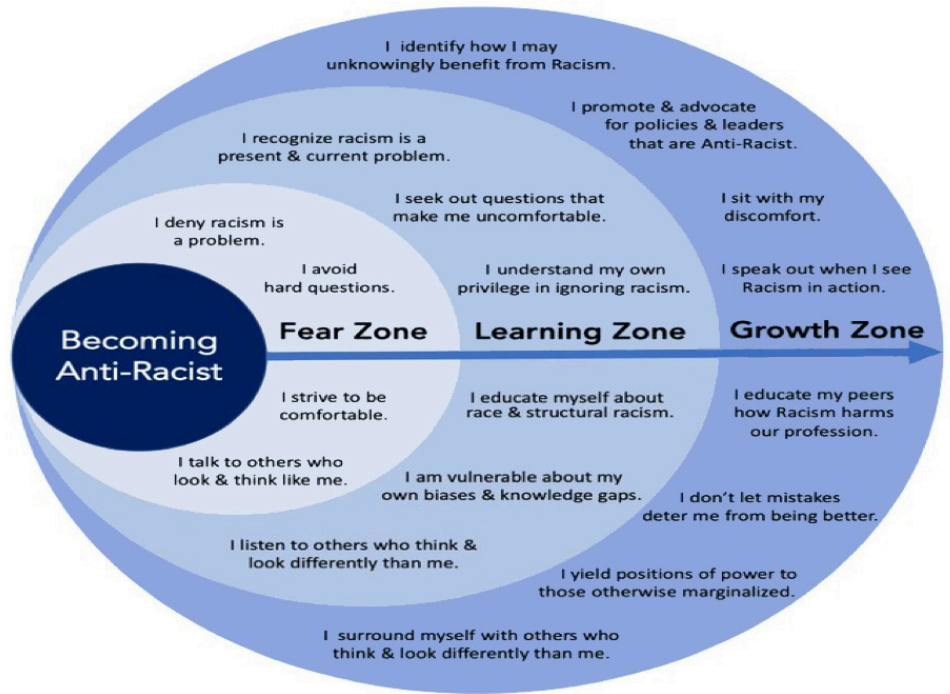 I identify how I may
unknowingly benefit from Racism.
I promote & advocate
for policies & leaders
that are Anti-Racist.
I recognize racism is a
present & current problem.
I seek out questions that
make me uncomfortable.
I sit with my
discomfort.
I deny racism is
a problem.
I avoid
hard questions.
I understand my own
privilege in ignoring racism.
I speak out when I see
Racism in action.
Becoming
Anti-Racist
Fear Zone
Learning Zone
Growth Zone
I strive to be
comfortable.
I educate myself about
race & structural racism.
I educate my peers
how Racism harms
our profession.
I talk to others who
look & think like me.
I am vulnerable about my
own biases & knowledge gaps.
I don't let mistakes
deter me from being better.
I listen to others who think &
look differently than me.
I yield positions of power to
those otherwise marginalized.
I surround myself with others who
think & look differently than me.